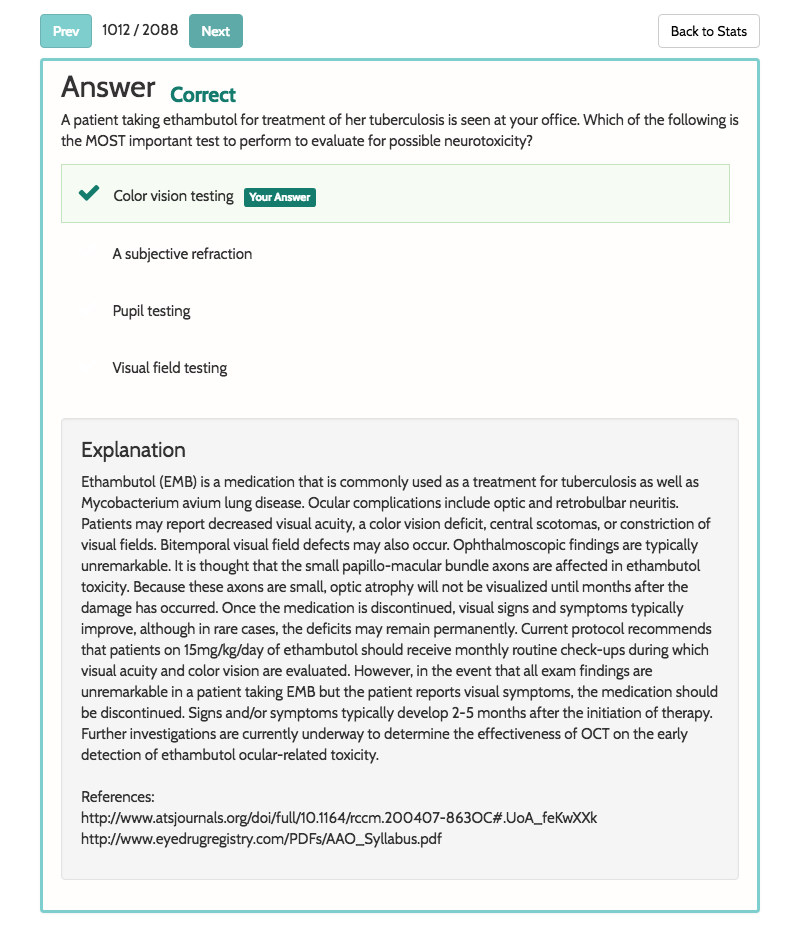 Prev 1012 / 2088 Next Back to Stats
Answer Correct
A patient taking ethambutol for treatment of her tuberculosis is seen at your office. Which of the following is
the MOST important test to perform to evaluate for possible neurotoxicity?
Color vision testing Your Answer
A subjective refraction
Pupil testing
Visual field testing
Explanation
Ethambutol (EMB) is a medication that is commonly used as a treatment for tuberculosis as well as
Mycobacterium avium lung disease. Ocular complications include optic and retrobulbar neuritis.
Patients may report decreased visual acuity, a color vision deficit, central scotomas, or constriction of
visual fields. Bitemporal visual field defects may also occur. Ophthalmoscopic findings are typically
unremarkable. It is thought that the small papillo-macular bundle axons are affected in ethambutol
toxicity. Because these axons are small, optic atrophy will not be visualized until months after the
damage has occurred. Once the medication is discontinued, visual signs and symptoms typically
improve, although in rare cases, the deficits may remain permanently. Current protocol recommends
that patients on 15mg/kg/day of ethambutol should receive monthly routine check-ups during which
visual acuity and color vision are evaluated. However, in the event that all exam findings are
unremarkable in a patient taking EMB but the patient reports visual symptoms, the medication should
be discontinued. Signs and/or symptoms typically develop 2-5 months after the initiation of therapy.
Further investigations are currently underway to determine the effectiveness of OCT on the early
detection of ethambutol ocular-related toxicity.
References:
http://www.atsjournals.org/doi/full/10.1164/rccm.200407-863OC#.UoA_feKwXXk
http://www.eyedrugregistry.com/PDFs/AAO_Syllabus.pdf